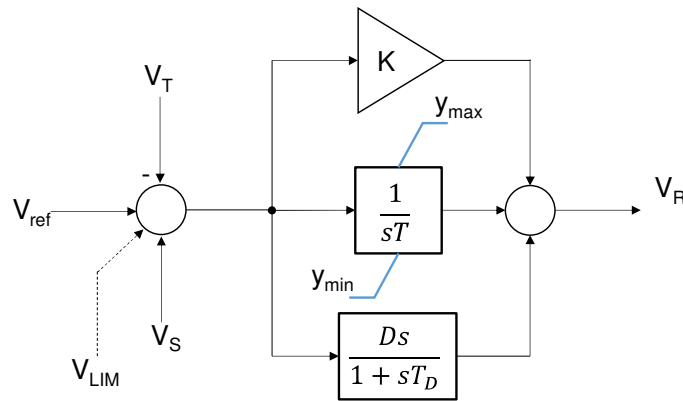 K
V_T
y_max
-
V_ref
1
sT
V_R
y_min
V_S
V_LIM
Ds
1 + sT_D